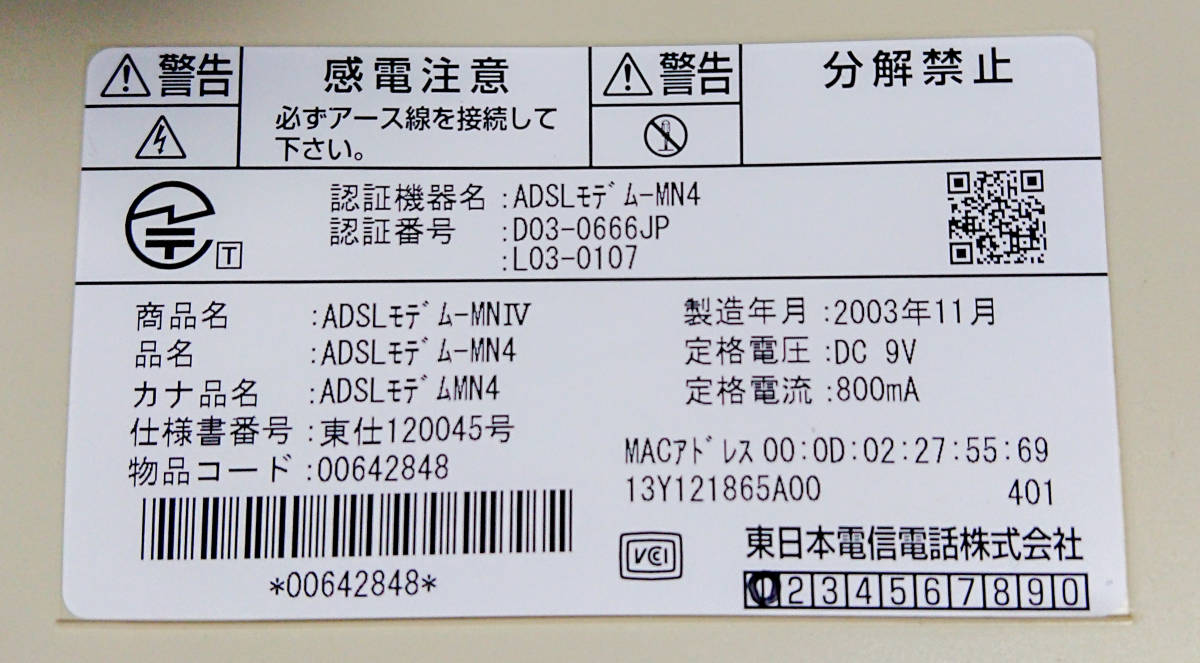 警告
感電注意
必ずアース線を接続して
下さい。
警告
分解禁止
T
認証機器名 :ADSLﾓﾃﾞﾑ-MN4
認証番号 :D03-0666JP
:L03-0107
商品名 :ADSLﾓﾃﾞﾑ-MNⅣ
品名 :ADSLﾓﾃﾞﾑ-MN4
カナ品名 :ADSLﾓﾃﾞﾑMN4
仕様書番号 :東仕120045号
物品コード :00642848
*00642848*
製造年月 :2003年11月
定格電圧 :DC 9V
定格電流 :800mA
MACｱﾄﾞﾚｽ 00:0D:02:27:55:69
13Y121865A00 401
VCI
東日本電信電話株式会社
1234567890